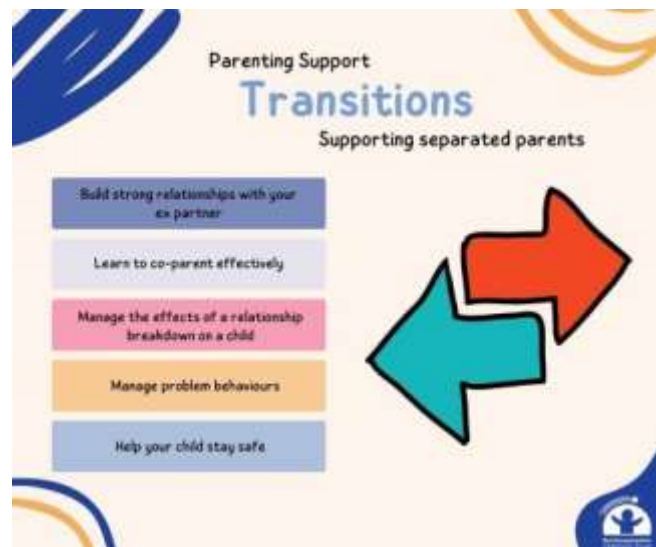 Parenting Support
Transitions
Supporting separated parents
Build strong relationships with your
ex partner
Learn to co-parent effectively
Manage the effects of a relationship
breakdown on a child
Manage problem behaviours
Help your child stay safe